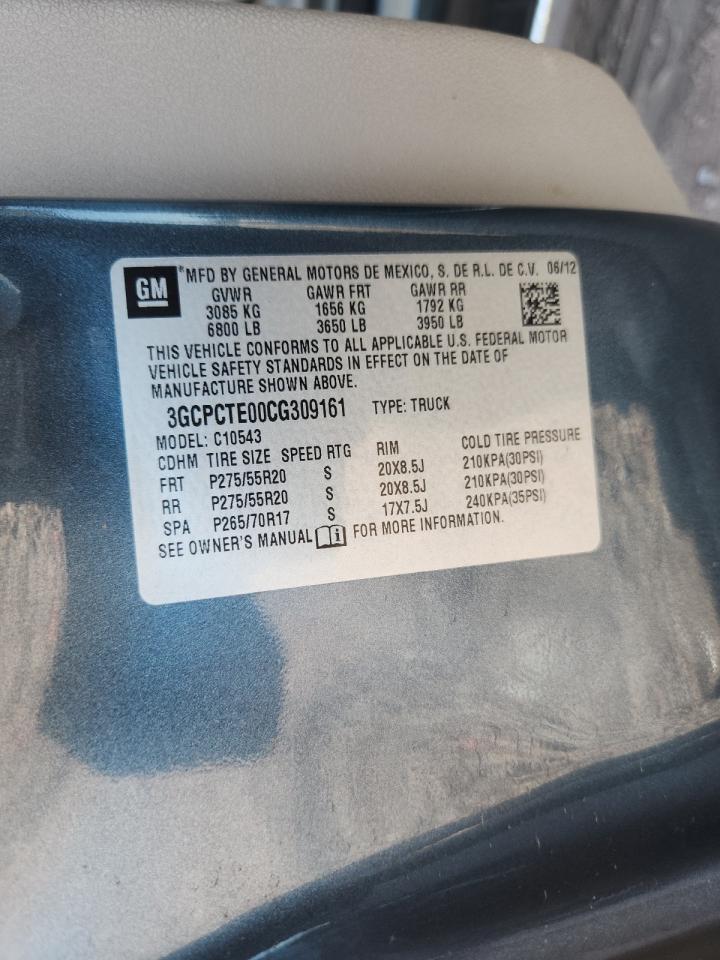 GM ®MFD BY GENERAL MOTORS DE MEXICO, S. DE R.L. DE C.V. 06/12
GVWR GAWR FRT GAWR RR
3085 KG 1656 KG 1792 KG
6800 LB 3650 LB 3950 LB
THIS VEHICLE CONFORMS TO ALL APPLICABLE U.S. FEDERAL MOTOR
VEHICLE SAFETY STANDARDS IN EFFECT ON THE DATE OF
MANUFACTURE SHOWN ABOVE.
3GCPCTE00CG309161 TYPE: TRUCK
MODEL: C10543
CDHM TIRE SIZE SPEED RTG RIM COLD TIRE PRESSURE
FRT P275/55R20 S 20X8.5J 210KPA(30PSI)
RR P275/55R20 S 20X8.5J 210KPA(30PSI)
SPA P265/70R17 S 17X7.5J 240KPA(35PSI)
SEE OWNER'S MANUAL i FOR MORE INFORMATION.